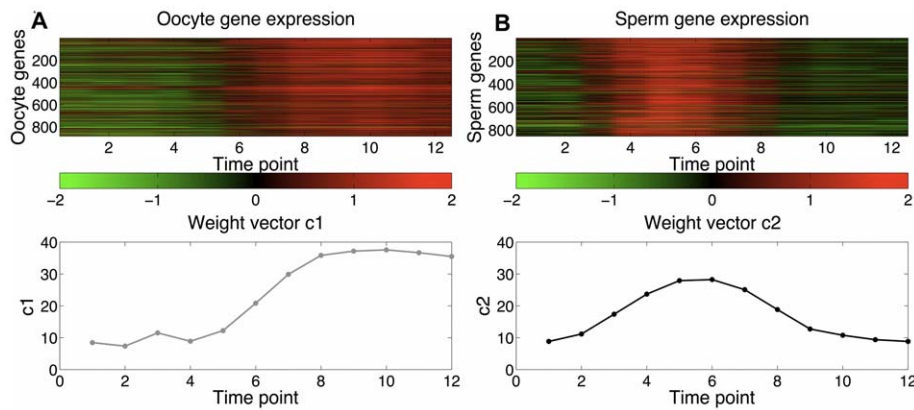 A
Oocyte gene expression
Oocyte genes
200
400
600
800
2 4 6 8 10 12
Time point
−2 −1 0 1 2
Weight vector c1
c1
40
30
20
10
0
0 2 4 6 8 10 12
Time point
B
Sperm gene expression
Sperm genes
200
400
600
800
2 4 6 8 10 12
Time point
−2 −1 0 1 2
Weight vector c2
c2
40
30
20
10
0
0 2 4 6 8 10 12
Time point